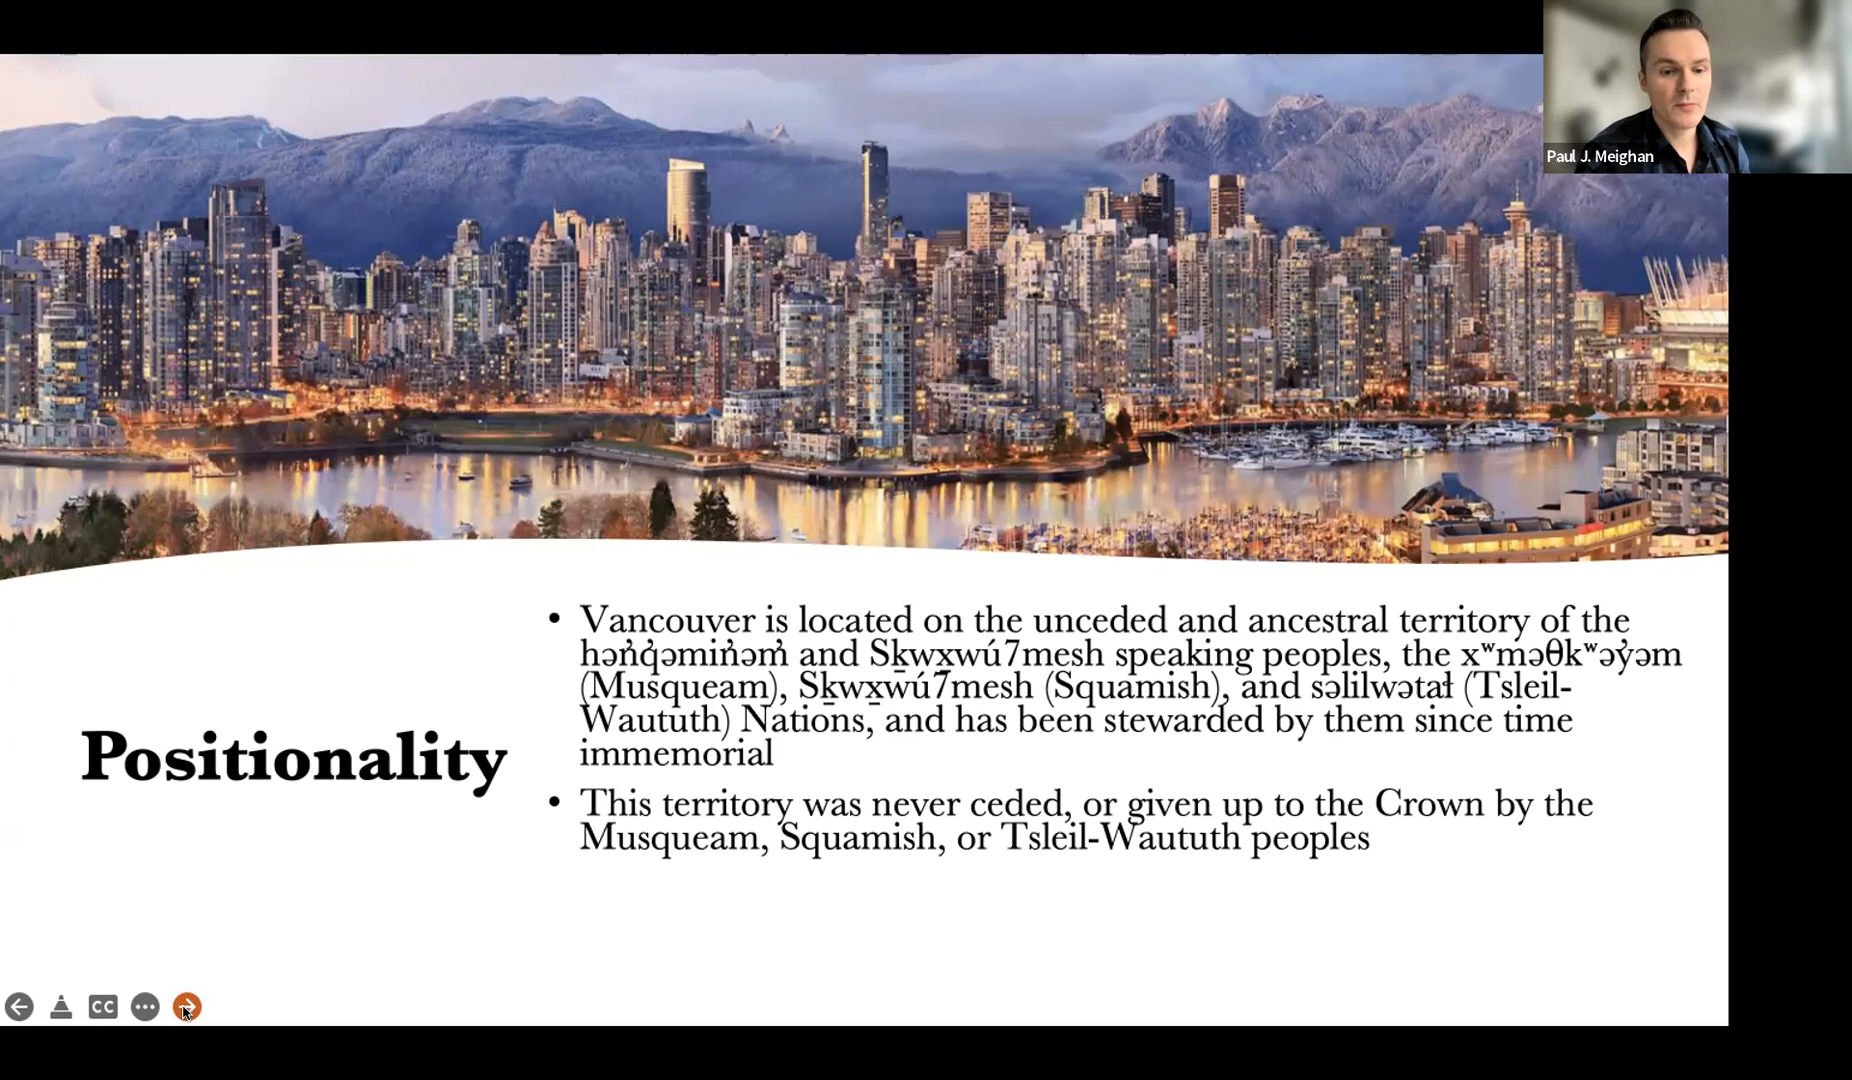 Paul J. Meighan
Positionality
• Vancouver is located on the unceded and ancestral territory of the
hən̓q̓əmin̓əm̓ and Sḵwx̱wú7mesh speaking peoples, the xʷməθkʷəy̓əm
(Musqueam), Sḵwx̱wú7mesh (Squamish), and səlilwətaɬ (Tsleil-
Waututh) Nations, and has been stewarded by them since time
immemorial
• This territory was never ceded, or given up to the Crown by the
Musqueam, Squamish, or Tsleil-Waututh peoples
CC